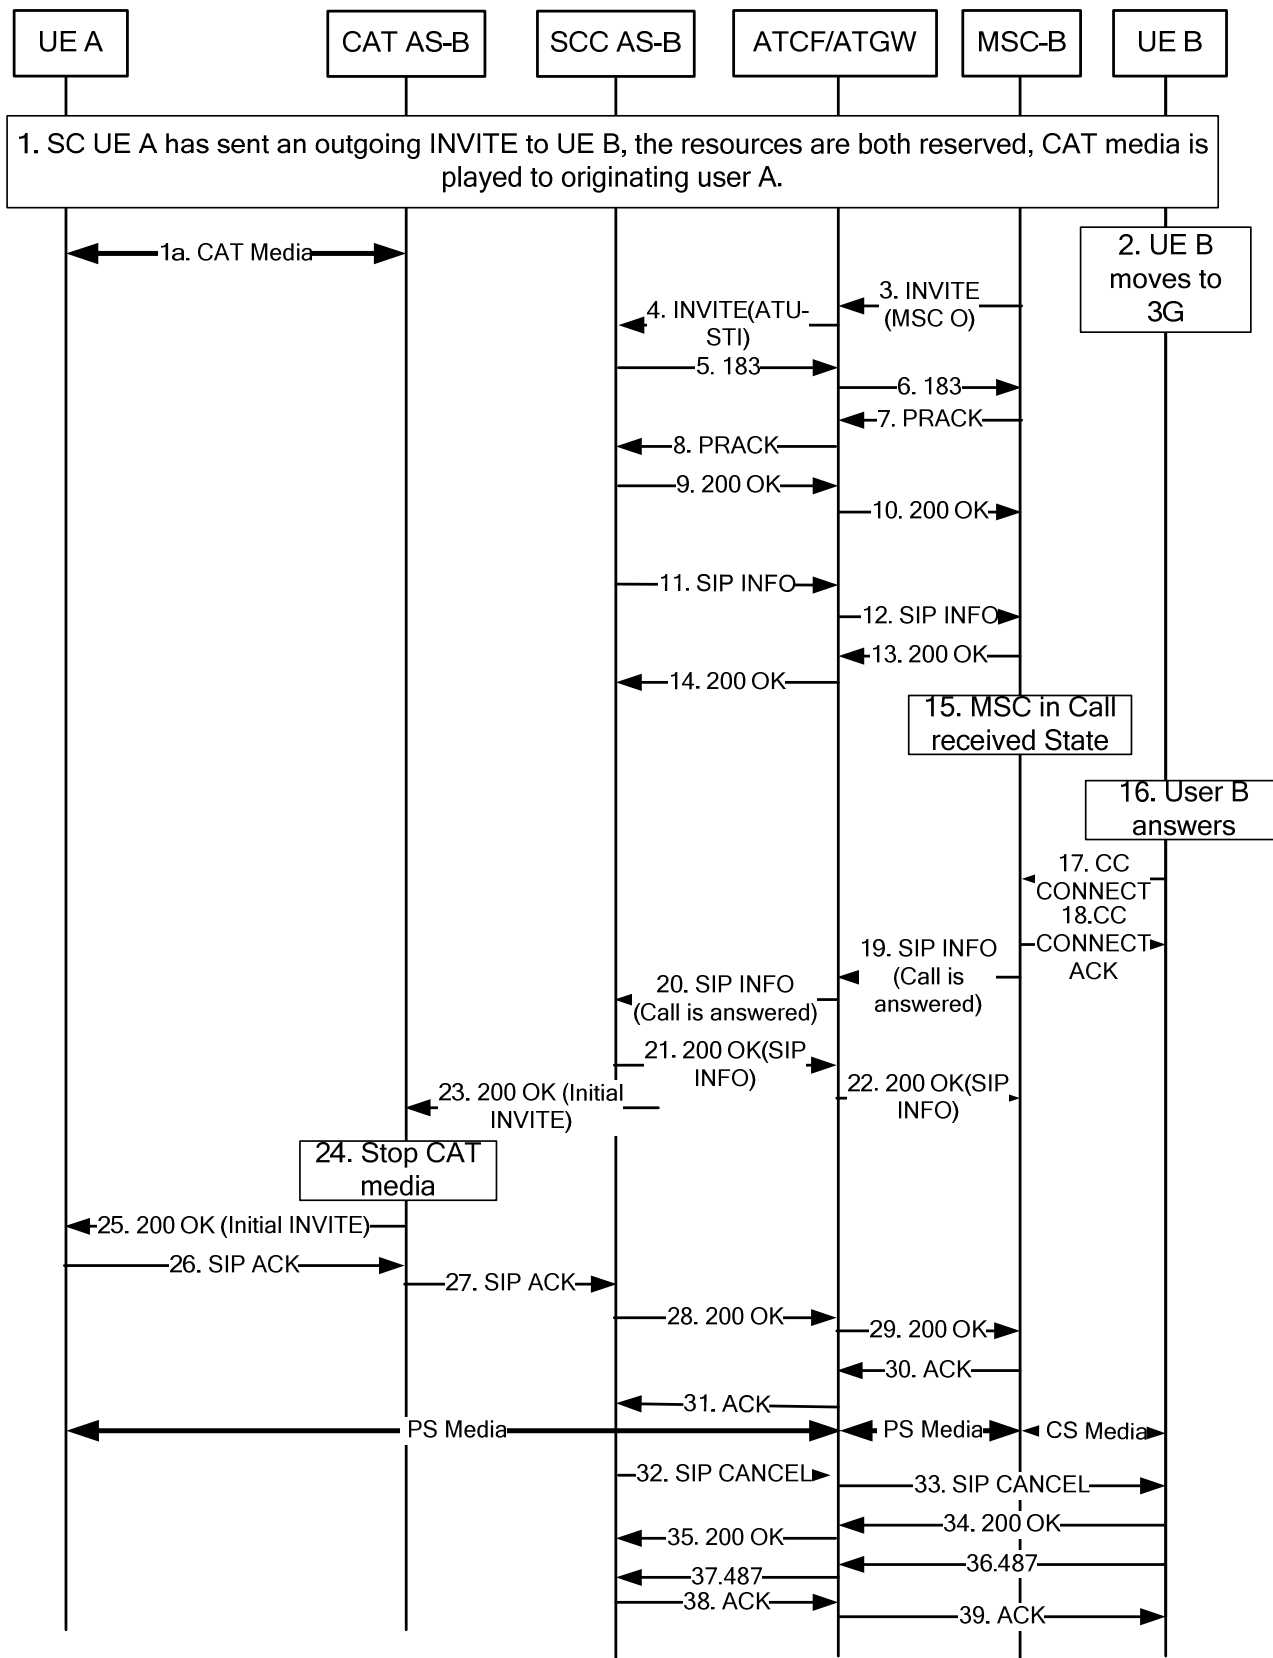 UE A
CAT AS-B
SCC AS-B
ATCF/ATGW
MSC-B
UE B
1. SC UE A has sent an outgoing INVITE to UE B, the resources are both reserved, CAT media is
played to originating user A.
1a. CAT Media
2. UE B
moves to
3G
3. INVITE
(MSC O)
4. INVITE(ATU-
STI)
5. 183
6. 183
7. PRACK
8. PRACK
9. 200 OK
10. 200 OK
11. SIP INFO
12. SIP INFO
13. 200 OK
14. 200 OK
15. MSC in Call
received State
16. User B
answers
17. CC
CONNECT
18.CC
CONNECT
ACK
19. SIP INFO
(Call is
answered)
20. SIP INFO
(Call is answered)
21. 200 OK(SIP
INFO)
22. 200 OK(SIP
INFO)
23. 200 OK (Initial
INVITE)
24. Stop CAT
media
25. 200 OK (Initial INVITE)
26. SIP ACK
27. SIP ACK
28. 200 OK
29. 200 OK
30. ACK
31. ACK
PS Media
PS Media
CS Media
32. SIP CANCEL
33. SIP CANCEL
34. 200 OK
35. 200 OK
36.487
37.487
38. ACK
39. ACK